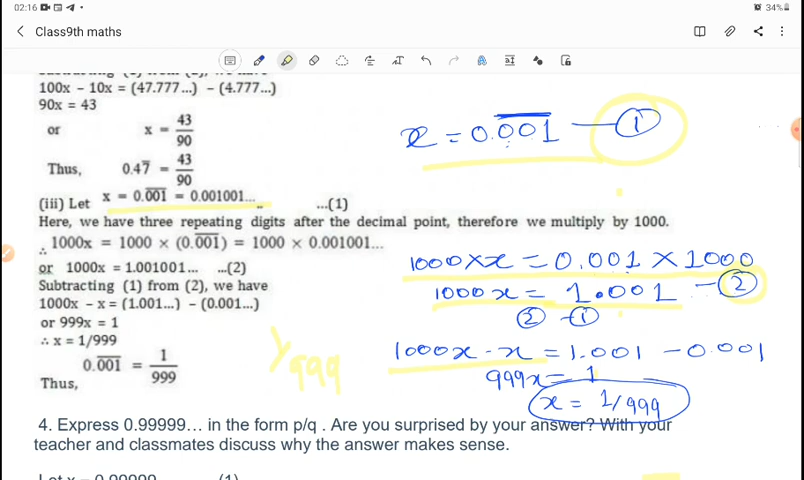 02:16
34%
Class9th maths
100x − 10x = (47.777...) − (4.777...)
90x = 43
or x = 43/90
Thus, 0.47̅ = 43/90
(iii) Let x = 0.0̅0̅1̅ = 0.001001... ...(1)
Here, we have three repeating digits after the decimal point, therefore we multiply by 1000.
∴ 1000x = 1000 × (0.0̅0̅1̅) = 1000 × 0.001001...
or 1000x = 1.001001... ...(2)
Subtracting (1) from (2), we have
1000x − x = (1.001...) − (0.001...)
or 999x = 1
∴ x = 1/999
Thus, 0.0̅0̅1̅ = 1/999
x = 0.0̅0̅1̅ — ①
1000×x = 0.001 × 1000
1000x = 1.001 — ②
② − ①
1000x - x = 1.001 - 0.001
999x = 1
x = 1/999
1/999
4. Express 0.99999… in the form p/q . Are you surprised by your answer? With your
teacher and classmates discuss why the answer makes sense.